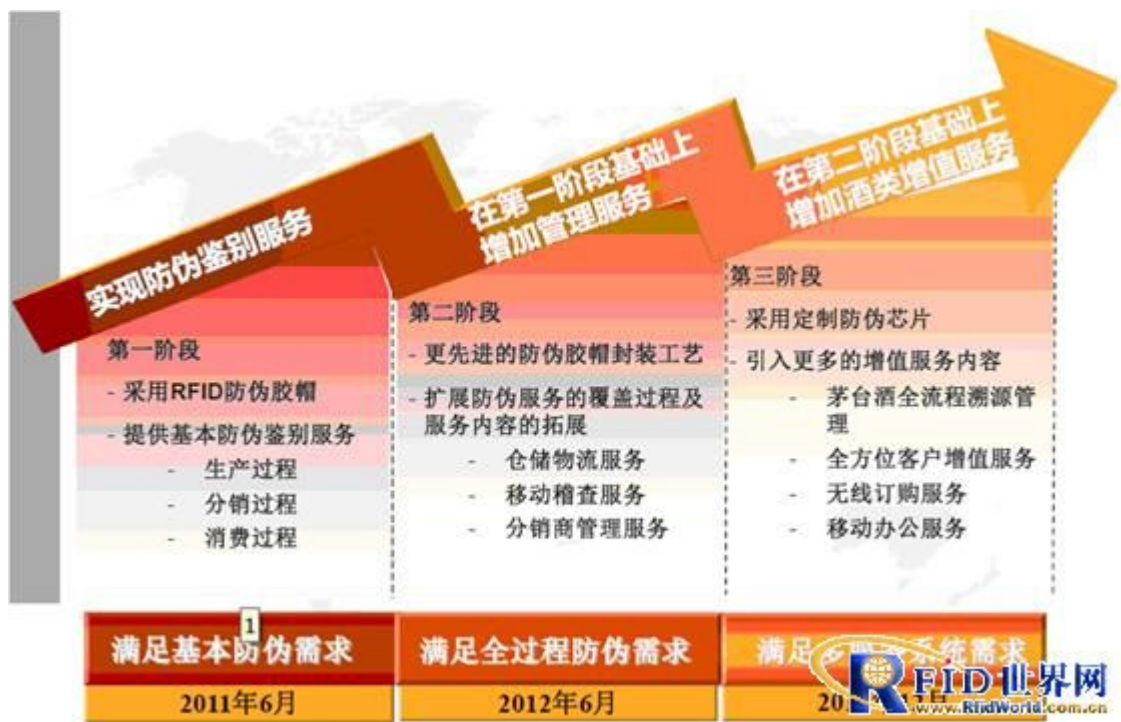 实现防伪鉴别服务
在第一阶段基础上
增加管理服务
在第二阶段基础上
增加酒类增值服务
第一阶段
- 采用RFID防伪胶帽
- 提供基本防伪鉴别服务
- 生产过程
- 分销过程
- 消费过程
第二阶段
- 更先进的防伪胶帽封装工艺
- 扩展防伪服务的覆盖过程及
服务内容的拓展
- 仓储物流服务
- 移动稽查服务
- 分销商管理服务
第三阶段
- 采用定制防伪芯片
- 引入更多的增值服务内容
- 茅台酒全流程溯源管
理
- 全方位客户增值服务
- 无线订购服务
- 移动办公服务
1
满足基本防伪需求
满足全过程防伪需求
满足 系统需求
2011年6月
2012年6月
RFID世界网
www.RfidWorld.com.cn